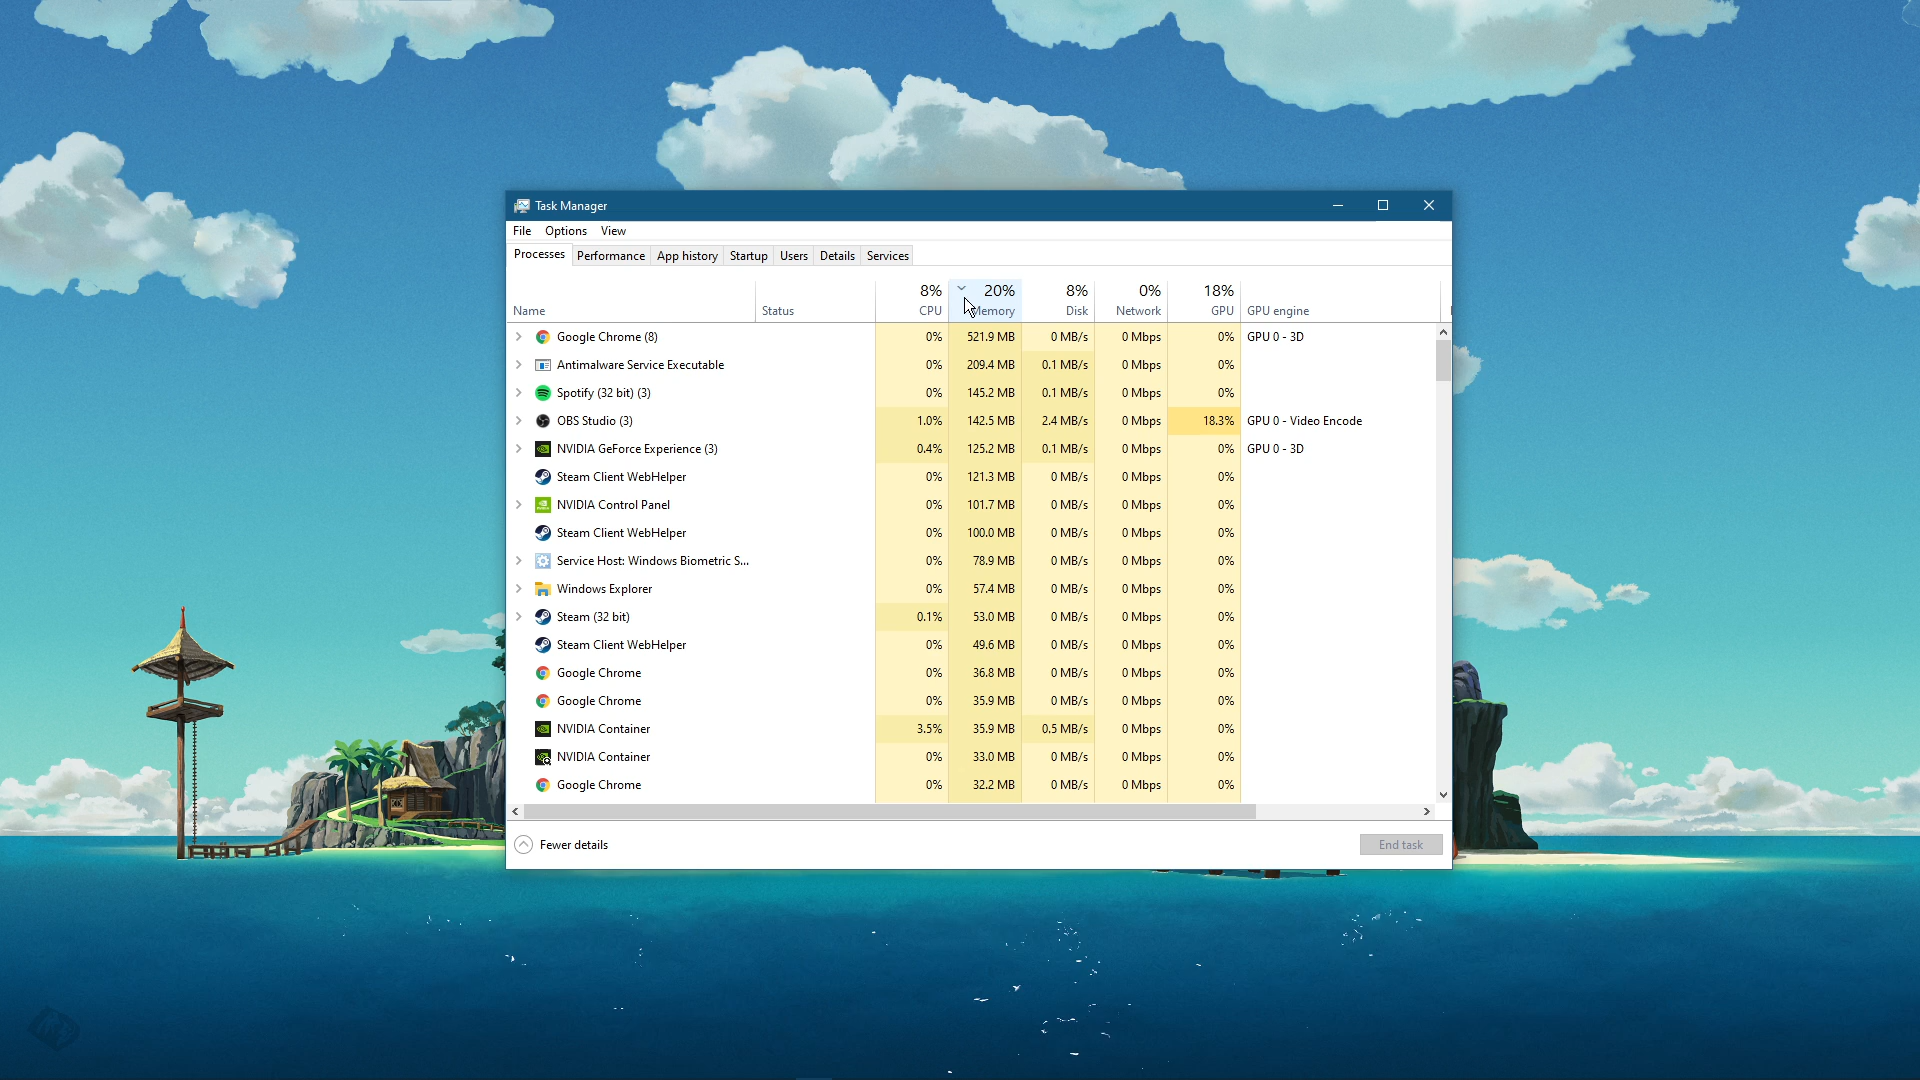 Task Manager
File Options View
Processes Performance App history Startup Users Details Services
8% 20% 8% 0% 18%
Name Status CPU Memory Disk Network GPU GPU engine
Google Chrome (8) 0% 521.9 MB 0 MB/s 0 Mbps 0% GPU 0 - 3D
Antimalware Service Executable 0% 209.4 MB 0.1 MB/s 0 Mbps 0%
Spotify (32 bit) (3) 0% 145.2 MB 0.1 MB/s 0 Mbps 0%
OBS Studio (3) 1.0% 142.5 MB 2.4 MB/s 0 Mbps 18.3% GPU 0 - Video Encode
NVIDIA GeForce Experience (3) 0.4% 125.2 MB 0.1 MB/s 0 Mbps 0% GPU 0 - 3D
Steam Client WebHelper 0% 121.3 MB 0 MB/s 0 Mbps 0%
NVIDIA Control Panel 0% 101.7 MB 0 MB/s 0 Mbps 0%
Steam Client WebHelper 0% 100.0 MB 0 MB/s 0 Mbps 0%
Service Host: Windows Biometric S... 0% 78.9 MB 0 MB/s 0 Mbps 0%
Windows Explorer 0% 57.4 MB 0 MB/s 0 Mbps 0%
Steam (32 bit) 0.1% 53.0 MB 0 MB/s 0 Mbps 0%
Steam Client WebHelper 0% 49.6 MB 0 MB/s 0 Mbps 0%
Google Chrome 0% 36.8 MB 0 MB/s 0 Mbps 0%
Google Chrome 0% 35.9 MB 0 MB/s 0 Mbps 0%
NVIDIA Container 3.5% 35.9 MB 0.5 MB/s 0 Mbps 0%
NVIDIA Container 0% 33.0 MB 0 MB/s 0 Mbps 0%
Google Chrome 0% 32.2 MB 0 MB/s 0 Mbps 0%
Fewer details End task